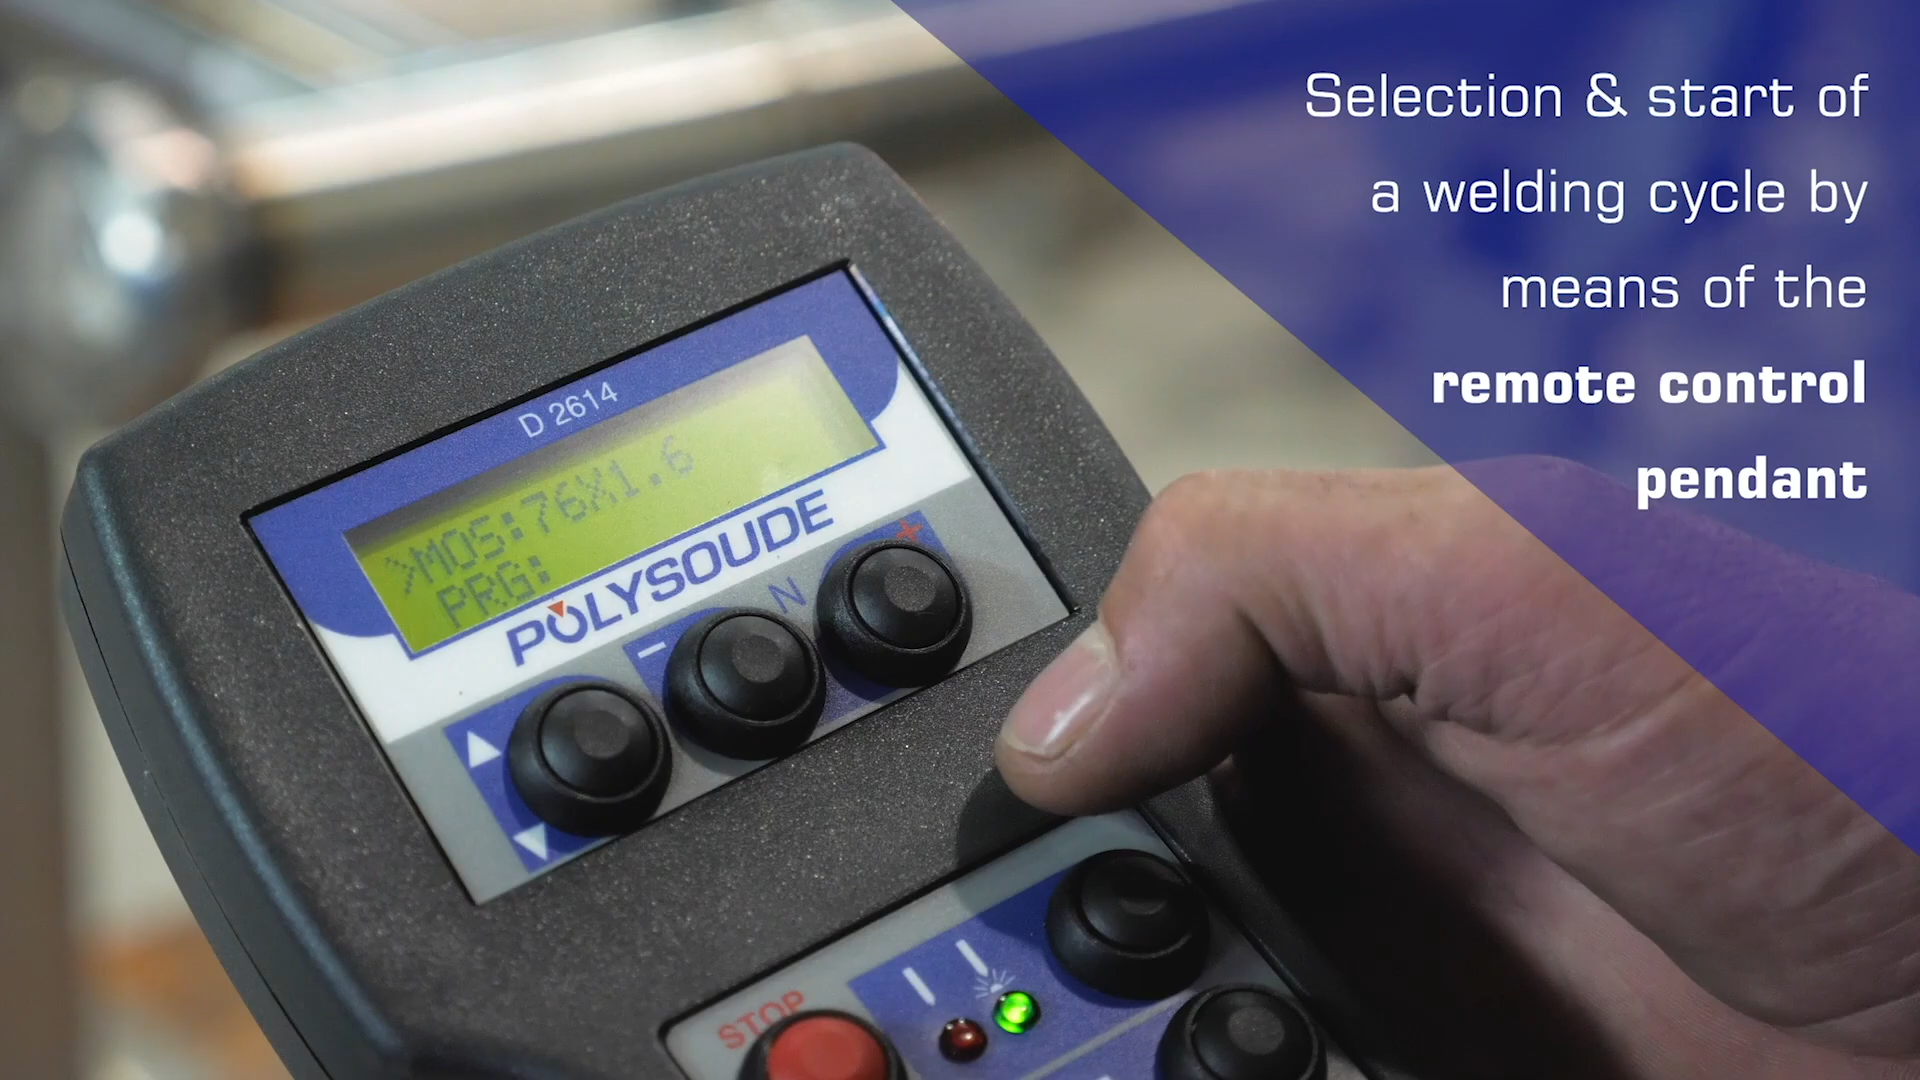 Selection & start of
a welding cycle by
means of the
remote control
pendant
D 2614
>MOS:76X1.6
PRG:
POLYSOUDE
- N +
STOP